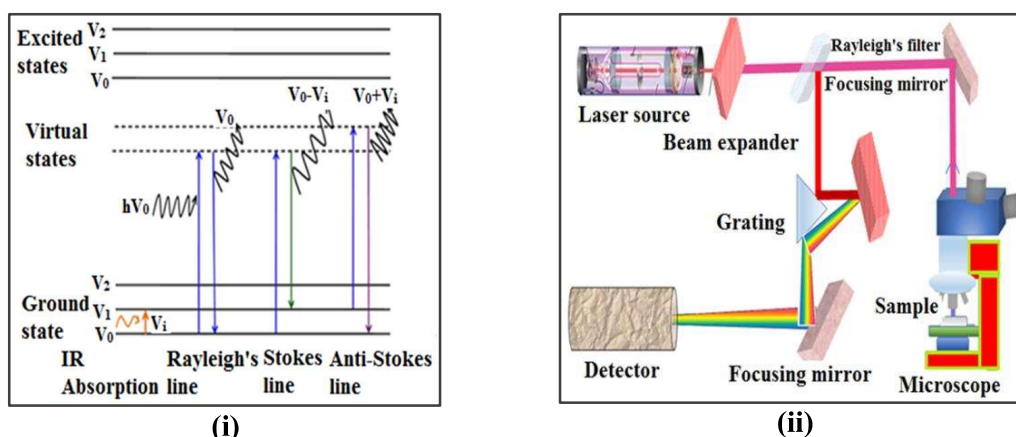 Excited
states
V₂
V₁
V₀
Virtual
states
V₀
V₀-Vᵢ
V₀+Vᵢ
hV₀
Ground
state
V₂
V₁
V₀
Vᵢ
IR
Absorption
Rayleigh's
line
Stokes
line
Anti-Stokes
line
(i)
Laser source
Beam expander
Rayleigh's filter
Focusing mirror
Grating
Sample
Detector
Focusing mirror
Microscope
(ii)